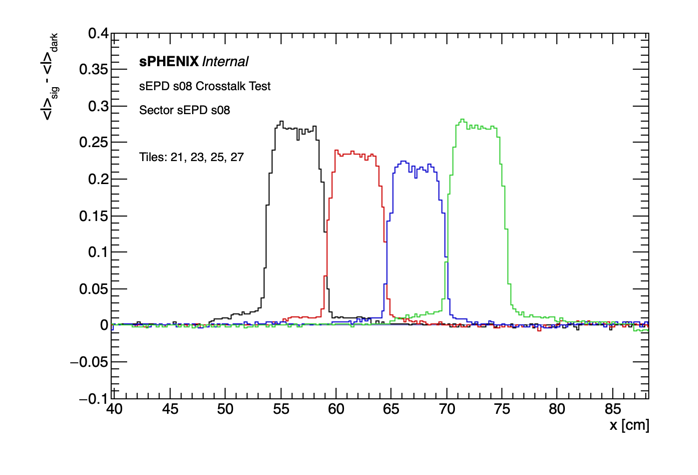 <I>sig - <I>dark
0.4
0.35
0.3
0.25
0.2
0.15
0.1
0.05
0
−0.05
−0.1
sPHENIX Internal
sEPD s08 Crosstalk Test
Sector sEPD s08
Tiles: 21, 23, 25, 27
40 45 50 55 60 65 70 75 80 85
x [cm]